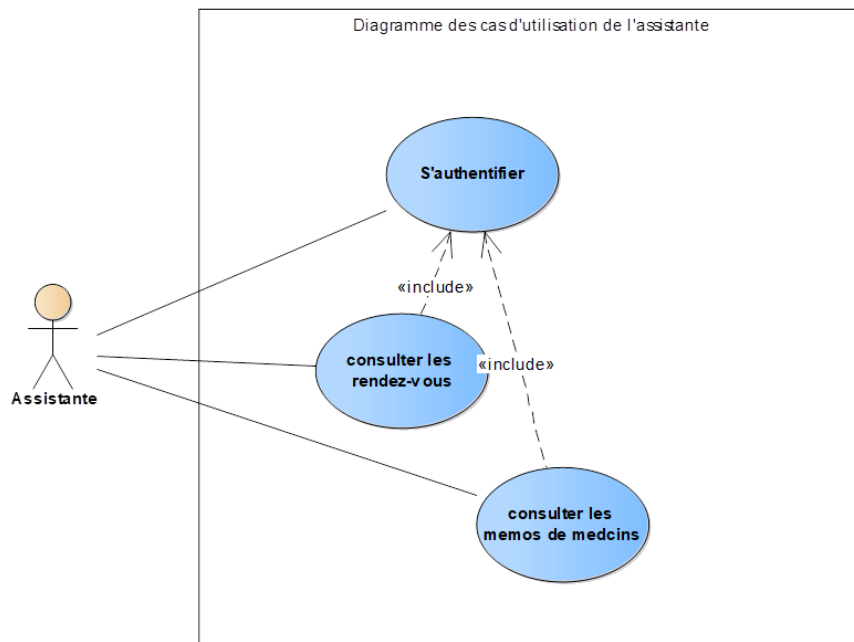 Diagramme des cas d'utilisation de l'assistante
S'authentifier
«include»
consulter les
rendez-vous
«include»
Assistante
consulter les
memos de medcins